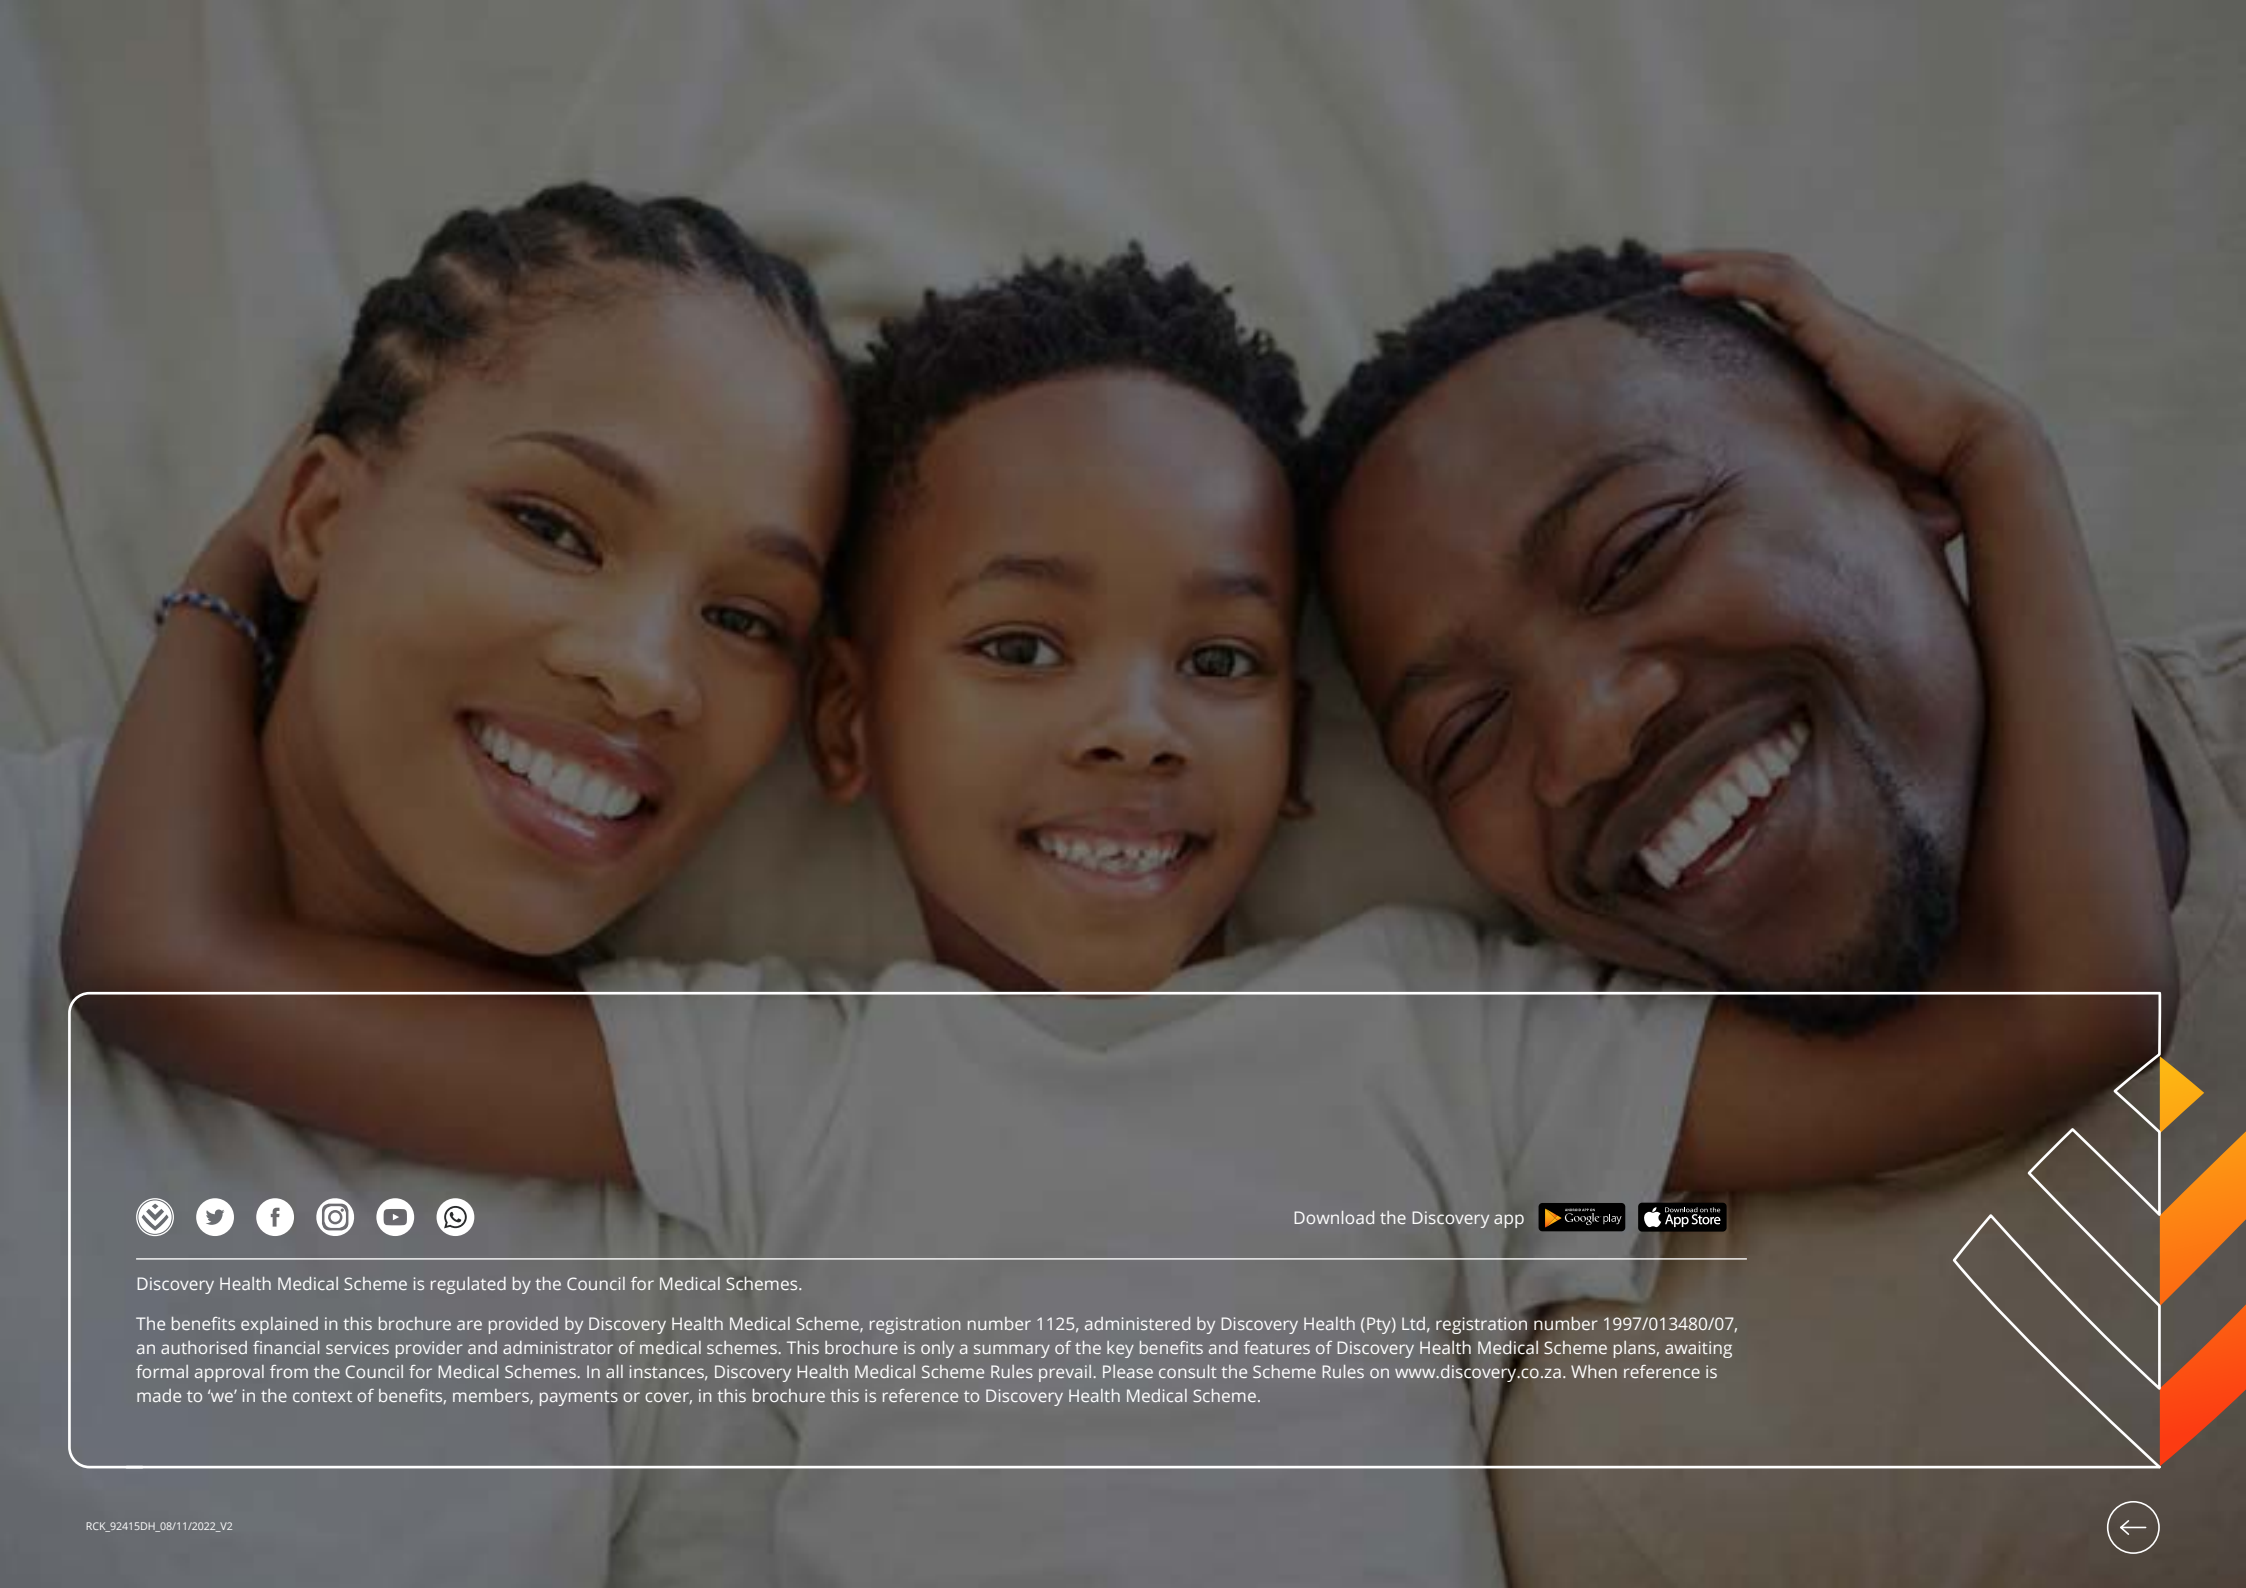 Download the Discovery app
ANDROID APP ON
Google play
Download on the
App Store
Discovery Health Medical Scheme is regulated by the Council for Medical Schemes.
The benefits explained in this brochure are provided by Discovery Health Medical Scheme, registration number 1125, administered by Discovery Health (Pty) Ltd, registration number 1997/013480/07,
an authorised financial services provider and administrator of medical schemes. This brochure is only a summary of the key benefits and features of Discovery Health Medical Scheme plans, awaiting
formal approval from the Council for Medical Schemes. In all instances, Discovery Health Medical Scheme Rules prevail. Please consult the Scheme Rules on www.discovery.co.za. When reference is
made to ‘we’ in the context of benefits, members, payments or cover, in this brochure this is reference to Discovery Health Medical Scheme.
RCK_92415DH_08/11/2022_V2